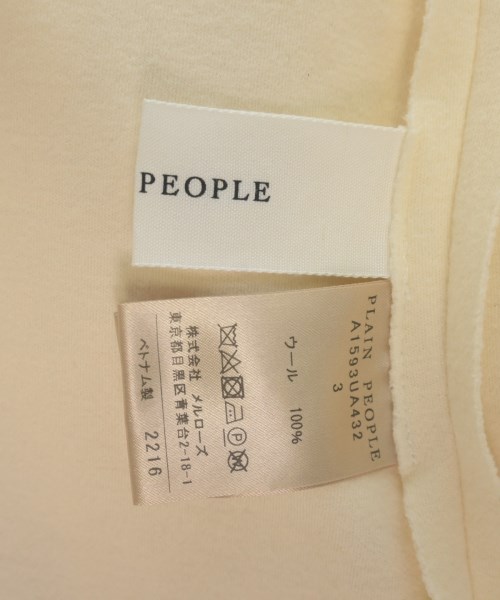 PEOPLE
PLAIN PEOPLE
A1593UA432
3
ウール 100%
株式会社 メルローズ
東京都目黒区青葉台2-18-1
ベトナム製 2216